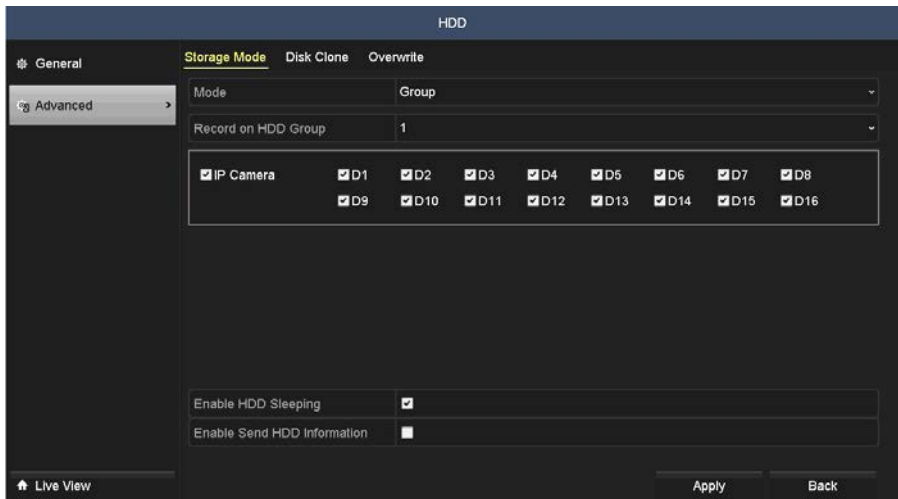 HDD
General
Advanced
Storage Mode Disk Clone Overwrite
Mode Group
Record on HDD Group 1
IP Camera D1 D2 D3 D4 D5 D6 D7 D8
D9 D10 D11 D12 D13 D14 D15 D16
Enable HDD Sleeping
Enable Send HDD Information
Live View
Apply Back